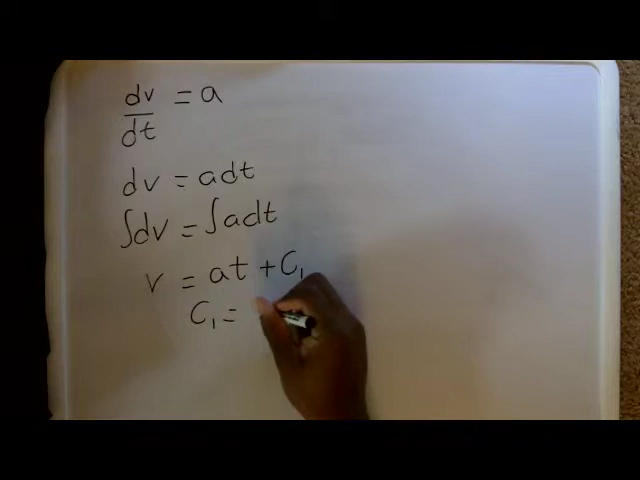 dv/dt = a
dv = adt
∫dv = ∫adt
v = at + C₁
C₁ =